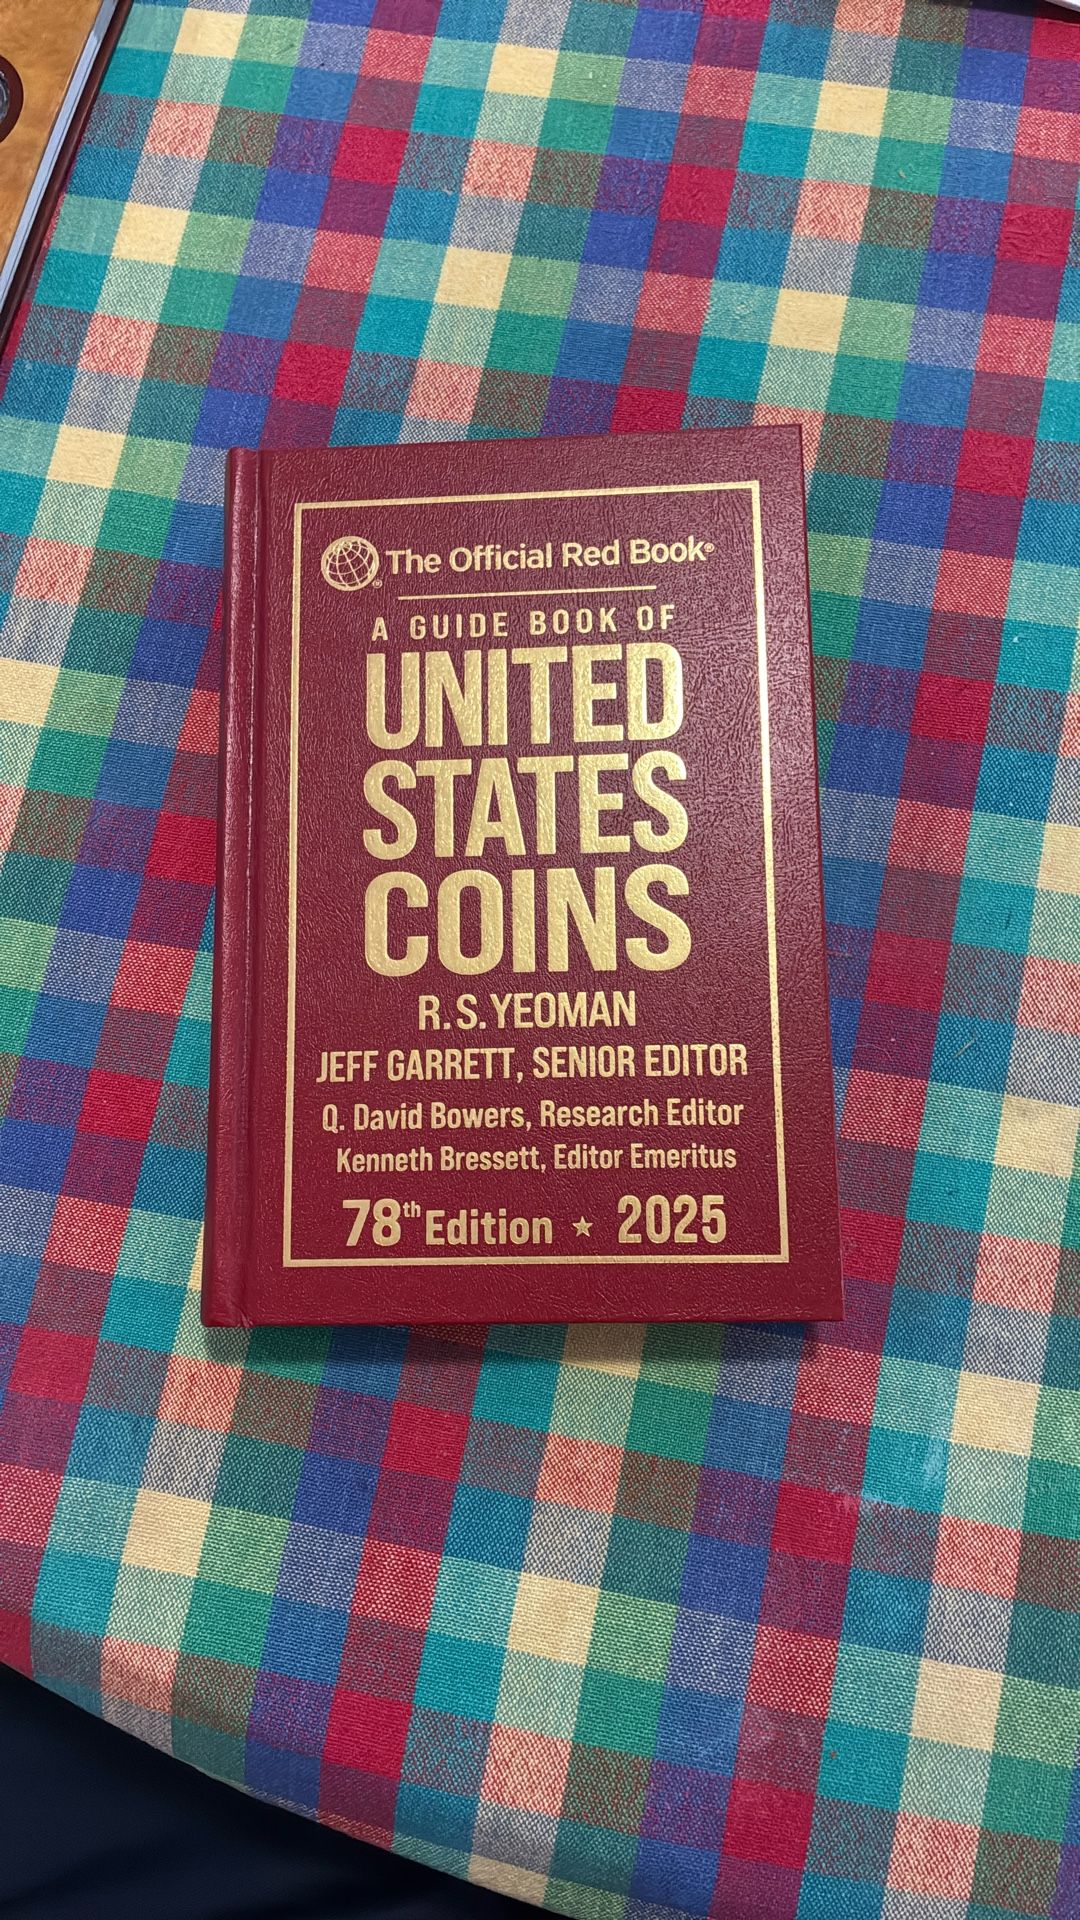 The Official Red Book®
A GUIDE BOOK OF
UNITED
STATES
COINS
R.S. YEOMAN
JEFF GARRETT, SENIOR EDITOR
Q. David Bowers, Research Editor
Kenneth Bressett, Editor Emeritus
78th Edition ★ 2025